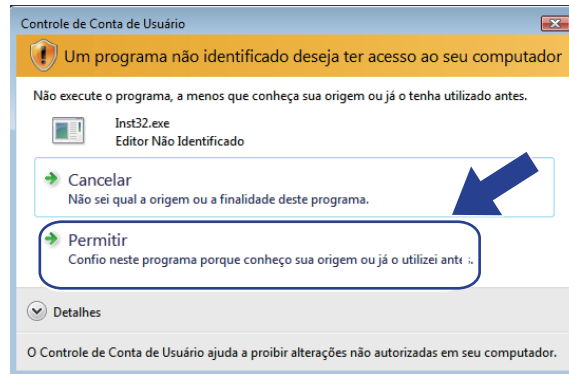 Controle de Conta de Usuário
Um programa não identificado deseja ter acesso ao seu computador
Não execute o programa, a menos que conheça sua origem ou já o tenha utilizado antes.
Inst32.exe
Editor Não Identificado
Cancelar
Não sei qual a origem ou a finalidade deste programa.
Permitir
Confio neste programa porque conheço sua origem ou já o utilizei antes.
Detalhes
O Controle de Conta de Usuário ajuda a proibir alterações não autorizadas em seu computador.